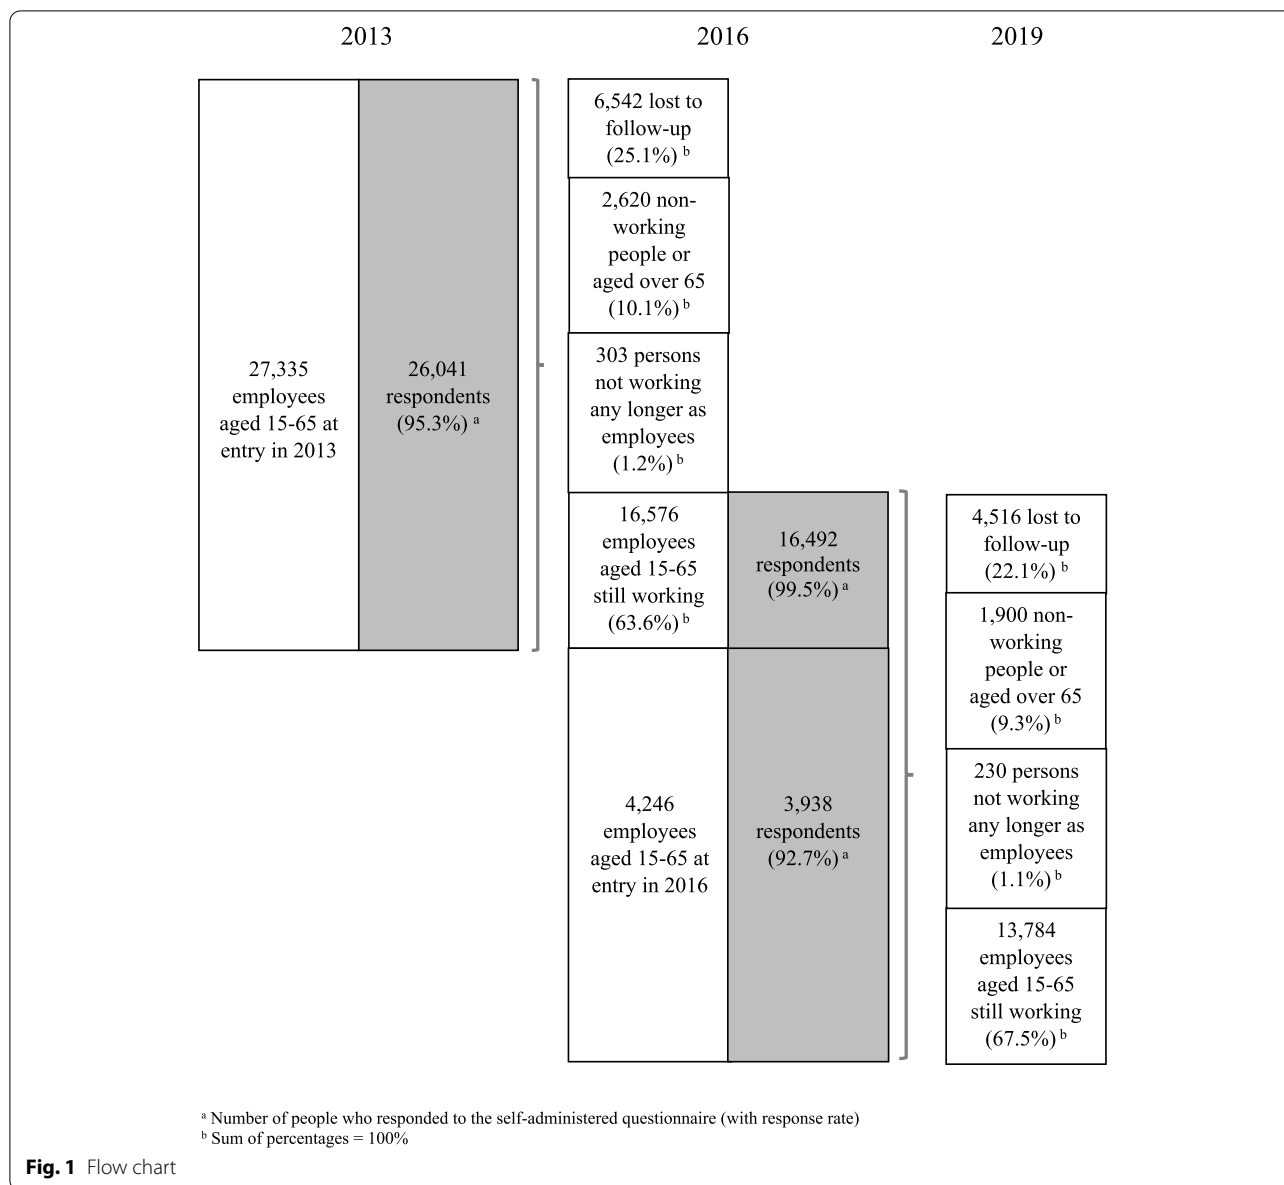 2013
2016
2019
27,335
employees
aged 15-65 at
entry in 2013
26,041
respondents
(95.3%) a
6,542 lost to
follow-up
(25.1%) b
2,620 non-
working
people or
aged over 65
(10.1%) b
303 persons
not working
any longer as
employees
(1.2%) b
16,576
employees
aged 15-65
still working
(63.6%) b
16,492
respondents
(99.5%) a
4,246
employees
aged 15-65 at
entry in 2016
3,938
respondents
(92.7%) a
4,516 lost to
follow-up
(22.1%) b
1,900 non-
working
people or
aged over 65
(9.3%) b
230 persons
not working
any longer as
employees
(1.1%) b
13,784
employees
aged 15-65
still working
(67.5%) b
a Number of people who responded to the self-administered questionnaire (with response rate)
b Sum of percentages = 100%
Fig. 1 Flow chart